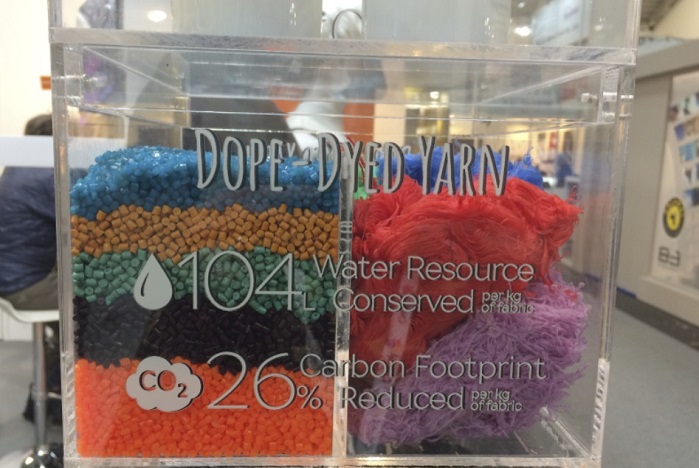 DOPE-DYED YARN
104L Water Resource
Conserved per kg
of fabric
CO2 26% Carbon Footprint
Reduced per kg
of fabric